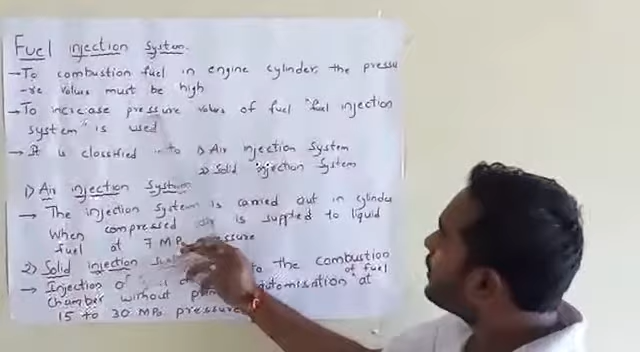 Fuel injection system.
→To combustion fuel in engine cylinder, the pressu
-re values must be high
→To increase pressure values of fuel "fuel injection
system" is used
→ It is classified into 1) Air injection System
2) Solid injection System
1) Air injection System
→ The injection System is carried out in cylinder
When compressed air is supplied to liquid
fuel at 7 MPa pressure
2) Solid injection
→ Injection of to the combustion
chamber without atomisation of fuel at
15 to 30 MPa pressure